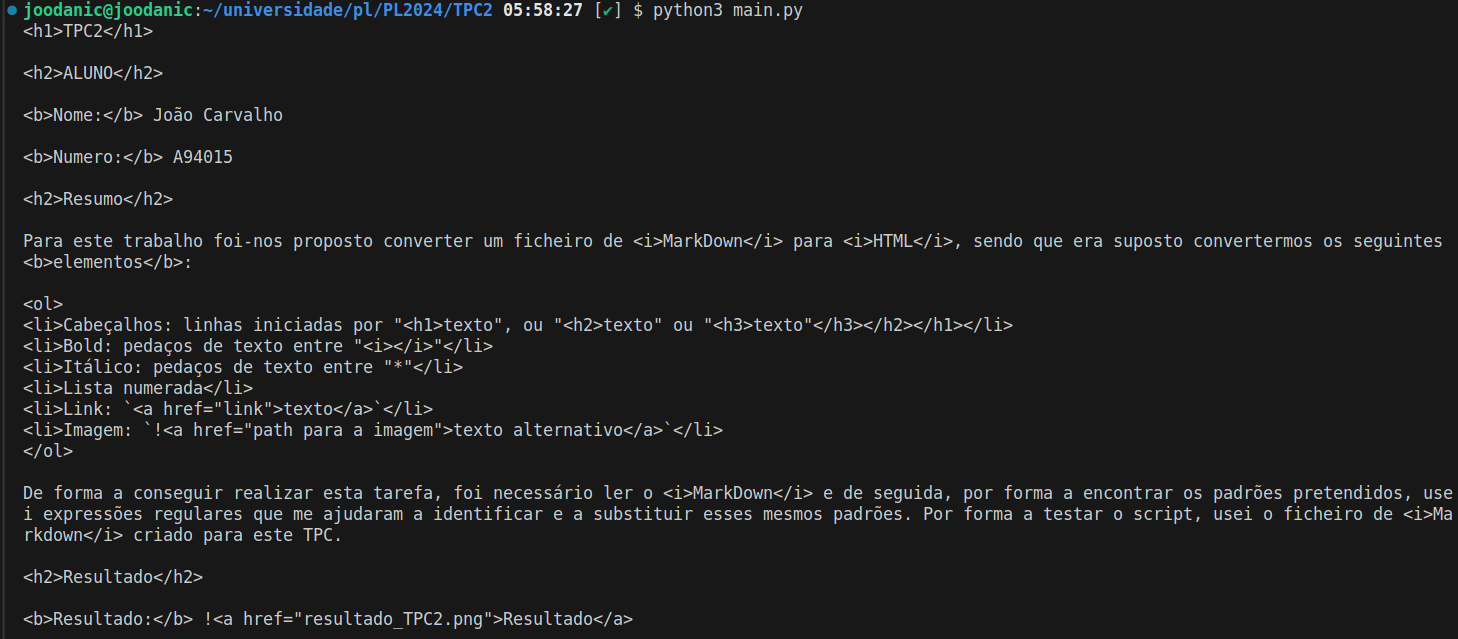 joodanic@joodanic:~/universidade/pl/PL2024/TPC2 05:58:27 [✔] $ python3 main.py
<h1>TPC2</h1>
<h2>ALUNO</h2>
<b>Nome:</b> João Carvalho
<b>Numero:</b> A94015
<h2>Resumo</h2>
Para este trabalho foi-nos proposto converter um ficheiro de <i>MarkDown</i> para <i>HTML</i>, sendo que era suposto convertermos os seguintes
<b>elementos</b>:
<ol>
<li>Cabeçalhos: linhas iniciadas por "<h1>texto", ou "<h2>texto" ou "<h3>texto"</h3></h2></h1></li>
<li>Bold: pedaços de texto entre "<i></i>"</li>
<li>Itálico: pedaços de texto entre "*"</li>
<li>Lista numerada</li>
<li>Link: `<a href="link">texto</a>`</li>
<li>Imagem: `!<a href="path para a imagem">texto alternativo</a>`</li>
</ol>
De forma a conseguir realizar esta tarefa, foi necessário ler o <i>MarkDown</i> e de seguida, por forma a encontrar os padrões pretendidos, use
i expressões regulares que me ajudaram a identificar e a substituir esses mesmos padrões. Por forma a testar o script, usei o ficheiro de <i>Ma
rkdown</i> criado para este TPC.
<h2>Resultado</h2>
<b>Resultado:</b> !<a href="resultado_TPC2.png">Resultado</a>